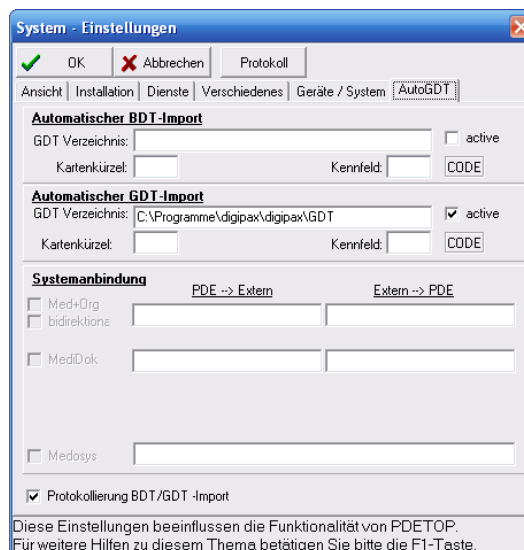 System - Einstellungen
OK Abbrechen Protokoll
Ansicht Installation Dienste Verschiedenes Geräte / System AutoGDT
Automatischer BDT-Import
GDT Verzeichnis: active
Kartenkürzel: Kennfeld: CODE
Automatischer GDT-Import
GDT Verzeichnis: C:\Programme\digipax\digipax\GDT active
Kartenkürzel: Kennfeld: CODE
Systemanbindung
PDE --> Extern Extern --> PDE
Med+Org
bidirektiona
MediDok
Medosys
Protokollierung BDT/GDT -Import
Diese Einstellungen beeinflussen die Funktionalität von PDETOP.
Für weitere Hilfen zu diesem Thema betätigen Sie bitte die F1-Taste.